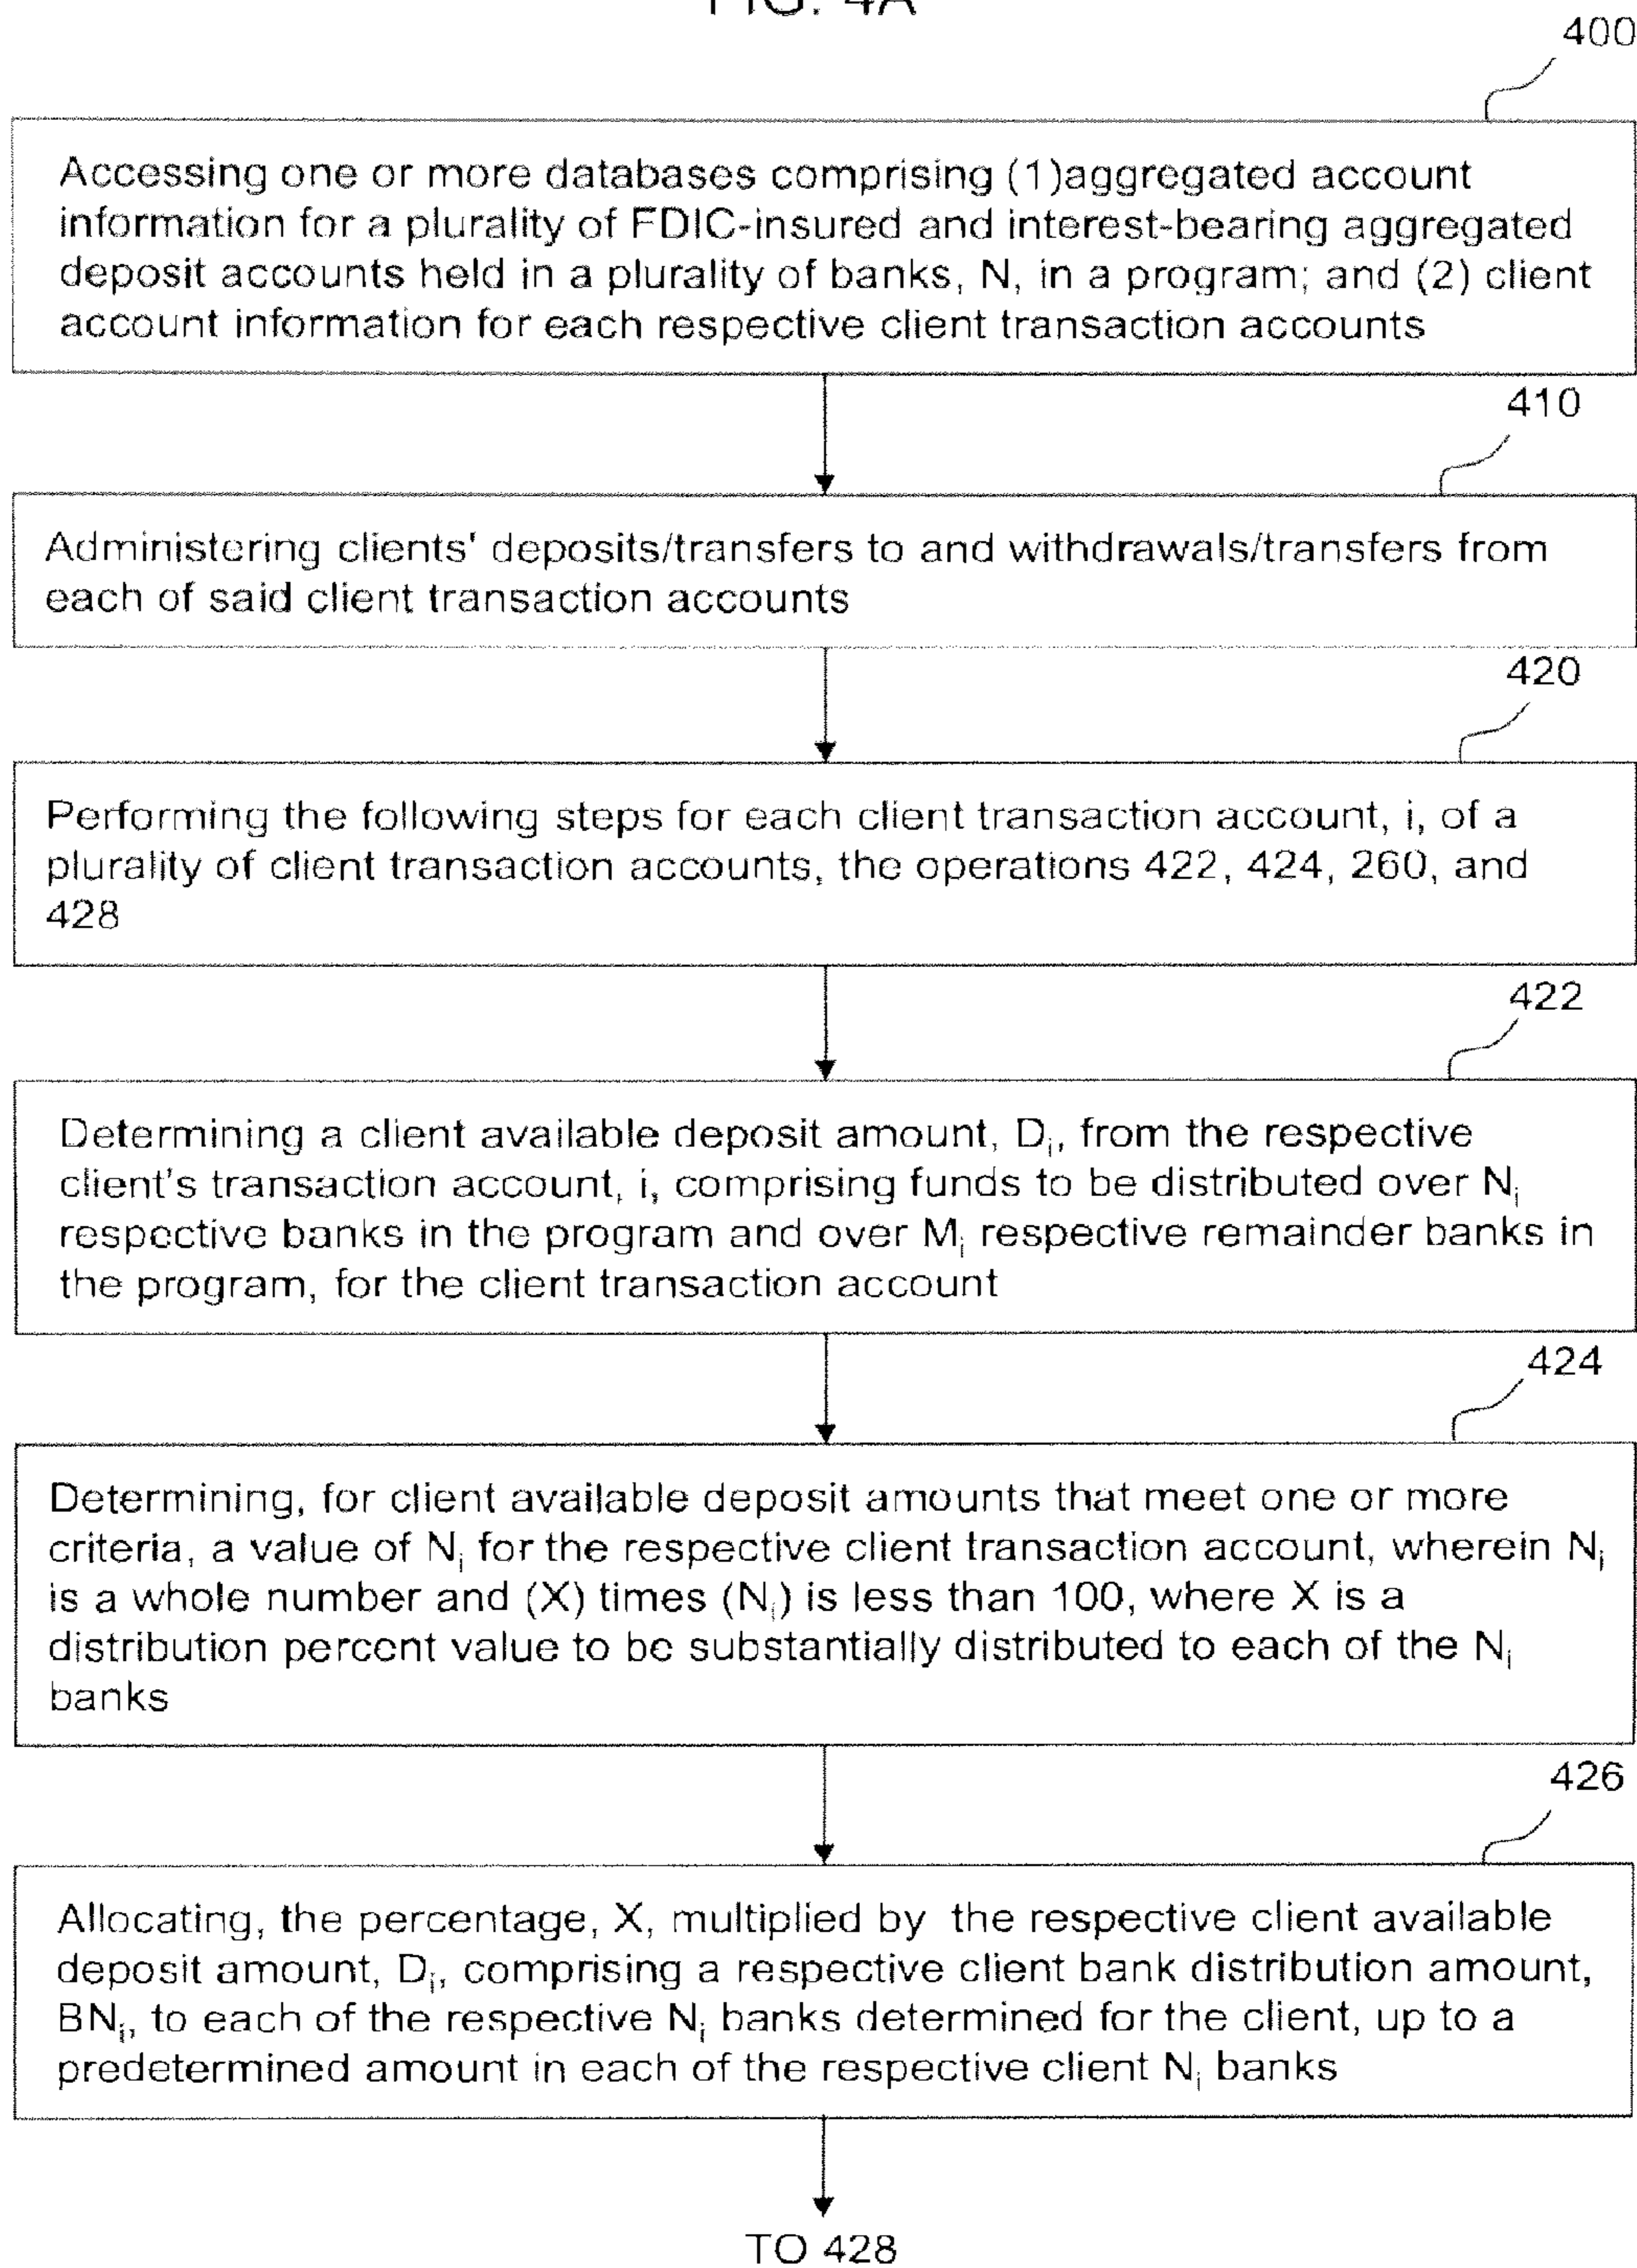 FIG. 4A
400
Accessing one or more databases comprising (1)aggregated account
information for a plurality of FDIC-insured and interest-bearing aggregated
deposit accounts held in a plurality of banks, N, in a program; and (2) client
account information for each respective client transaction accounts
410
Administering clients' deposits/transfers to and withdrawals/transfers from
each of said client transaction accounts
420
Performing the following steps for each client transaction account, i, of a
plurality of client transaction accounts, the operations 422, 424, 260, and
428
422
Determining a client available deposit amount, Di, from the respective
client's transaction account, i, comprising funds to be distributed over Ni
respective banks in the program and over Mi respective remainder banks in
the program, for the client transaction account
424
Determining, for client available deposit amounts that meet one or more
criteria, a value of Ni for the respective client transaction account, wherein Ni
is a whole number and (X) times (Ni) is less than 100, where X is a
distribution percent value to be substantially distributed to each of the Ni
banks
426
Allocating, the percentage, X, multiplied by the respective client available
deposit amount, Di, comprising a respective client bank distribution amount,
BNi, to each of the respective Ni banks determined for the client, up to a
predetermined amount in each of the respective client Ni banks
TO 428